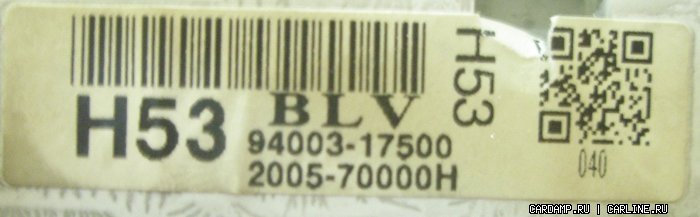 H53 BLV
94003-17500
2005-70000H
H53
040
CARDAMP.RU | CARLINE.RU